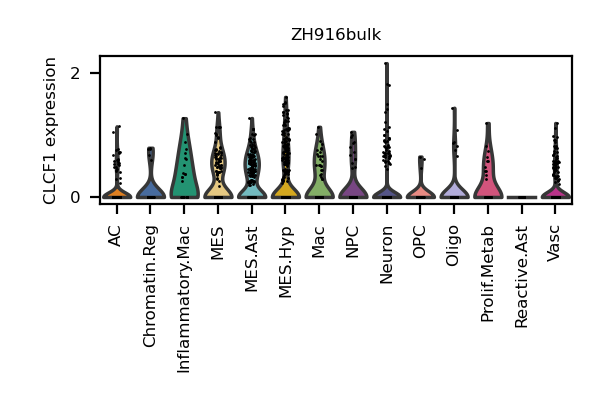 ZH916bulk
CLCF1 expression
2
0
AC
Chromatin.Reg
Inflammatory.Mac
MES
MES.Ast
MES.Hyp
Mac
NPC
Neuron
OPC
Oligo
Prolif.Metab
Reactive.Ast
Vasc